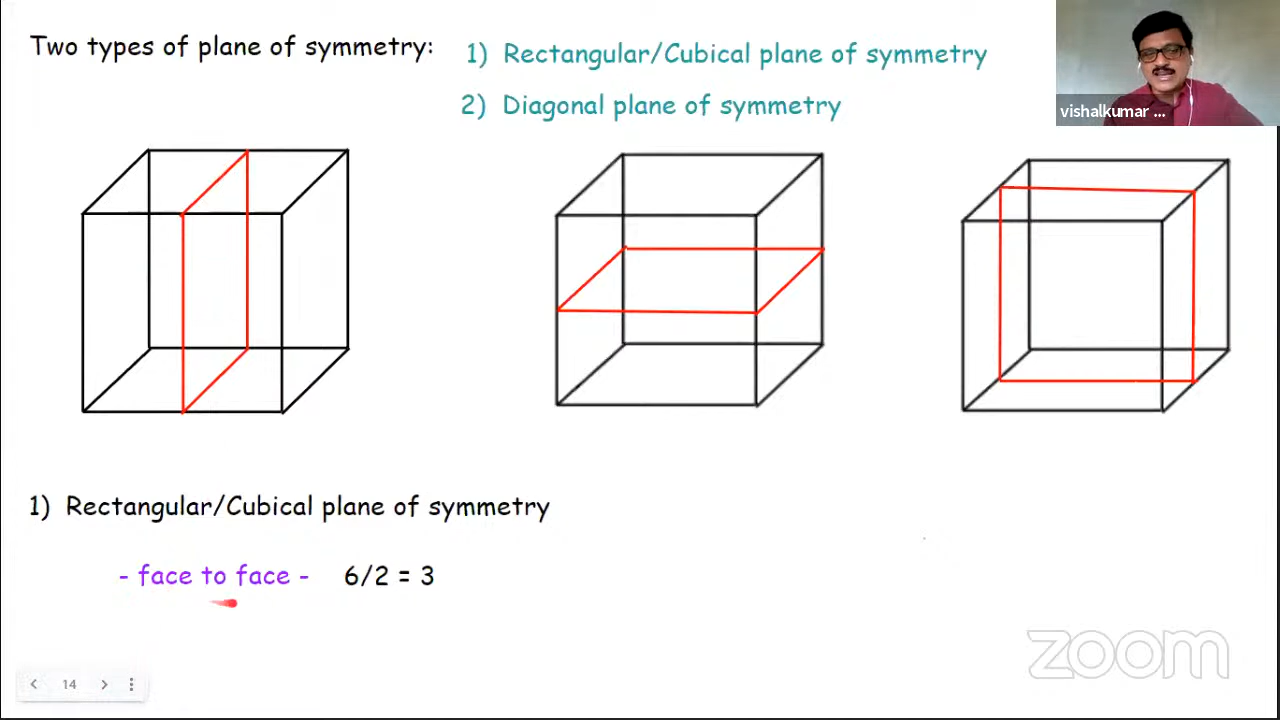 Two types of plane of symmetry:
1) Rectangular/Cubical plane of symmetry
2) Diagonal plane of symmetry
vishalkumar ...
1) Rectangular/Cubical plane of symmetry
- face to face - 6/2 = 3
zoom
14